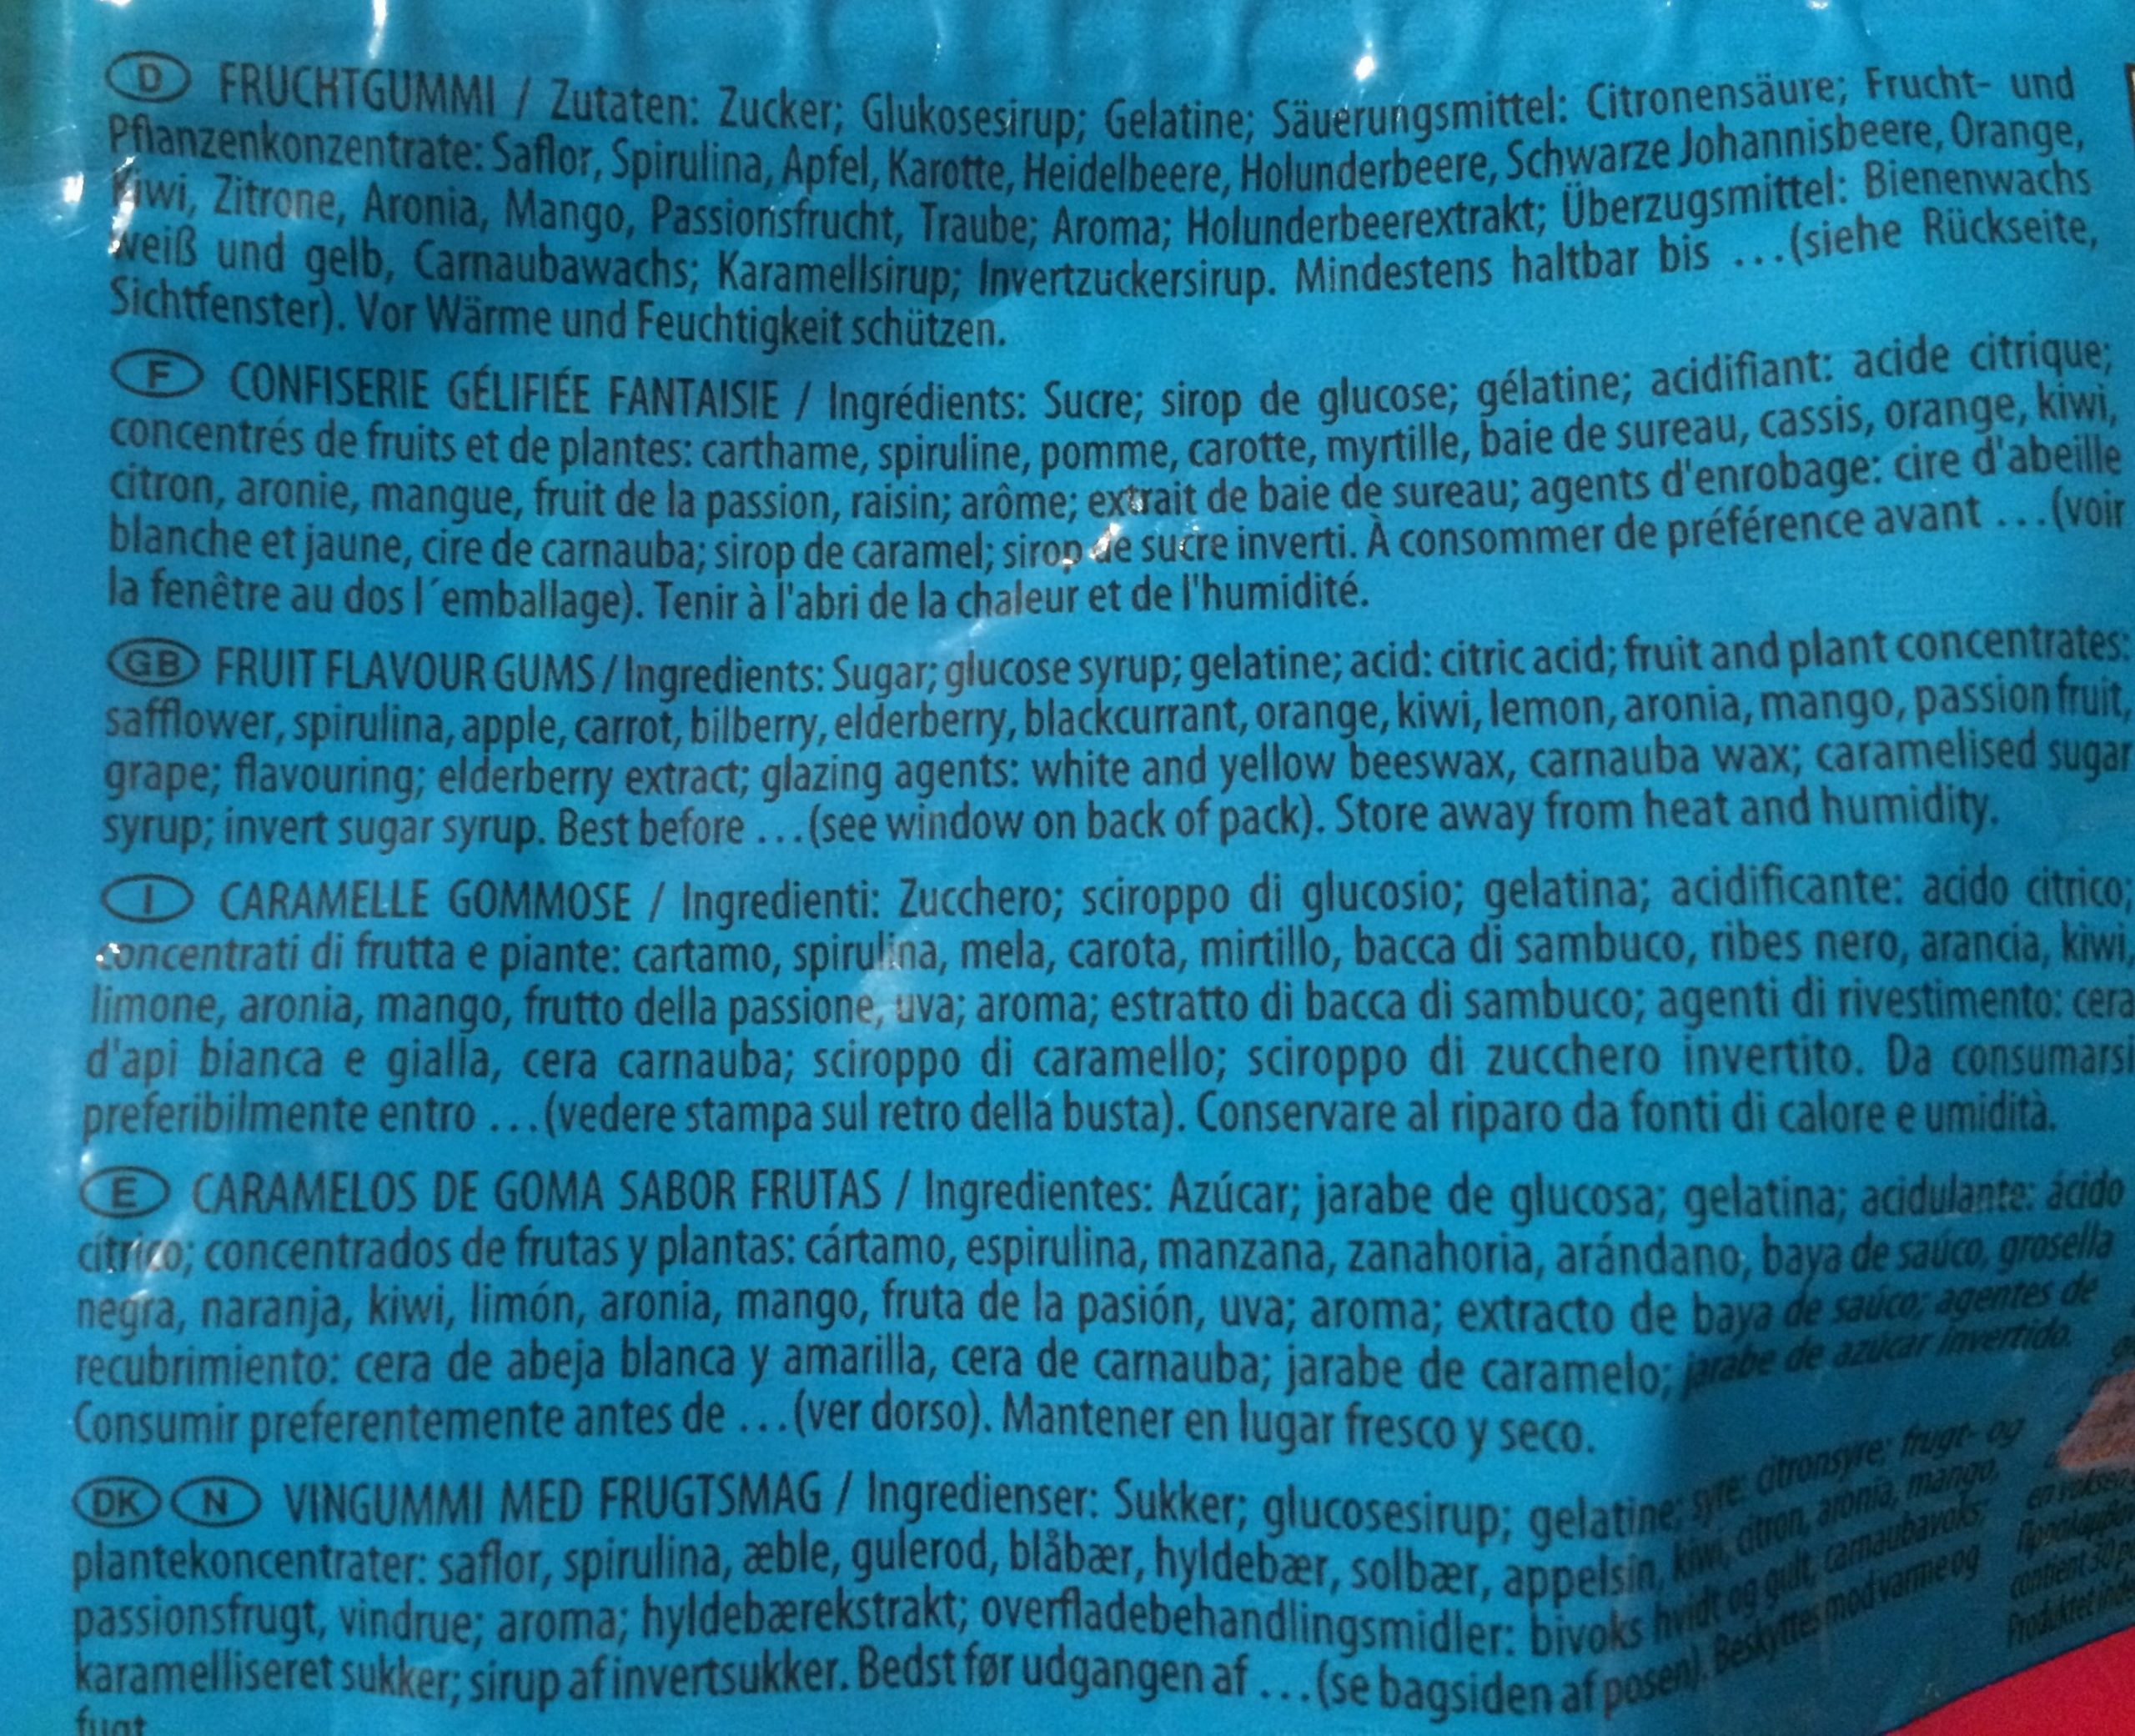 D FRUCHTGUMMI / Zutaten: Zucker; Glukosesirup; Gelatine; Säuerungsmittel: Citronensäure; Frucht- und
Pflanzenkonzentrate: Saflor, Spirulina, Apfel, Karotte, Heidelbeere, Holunderbeere, Schwarze Johannisbeere, Orange,
Kiwi, Zitrone, Aronia, Mango, Passionsfrucht, Traube; Aroma; Holunderbeerextrakt; Überzugsmittel: Bienenwachs
weiß und gelb, Carnaubawachs; Karamellsirup; Invertzuckersirup. Mindestens haltbar bis ...(siehe Rückseite,
Sichtfenster). Vor Wärme und Feuchtigkeit schützen.
F CONFISERIE GÉLIFIÉE FANTAISIE / Ingrédients: Sucre; sirop de glucose; gélatine; acidifiant: acide citrique;
concentrés de fruits et de plantes: carthame, spiruline, pomme, carotte, myrtille, baie de sureau, cassis, orange, kiwi,
citron, aronie, mangue, fruit de la passion, raisin; arôme; extrait de baie de sureau; agents d'enrobage: cire d'abeille
blanche et jaune, cire de carnauba; sirop de caramel; sirop de sucre inverti. À consommer de préférence avant ...(voir
la fenêtre au dos l´emballage). Tenir à l'abri de la chaleur et de l'humidité.
GB FRUIT FLAVOUR GUMS / Ingredients: Sugar; glucose syrup; gelatine; acid: citric acid; fruit and plant concentrates:
safflower, spirulina, apple, carrot, bilberry, elderberry, blackcurrant, orange, kiwi, lemon, aronia, mango, passion fruit,
grape; flavouring; elderberry extract; glazing agents: white and yellow beeswax, carnauba wax; caramelised sugar
syrup; invert sugar syrup. Best before ...(see window on back of pack). Store away from heat and humidity.
I CARAMELLE GOMMOSE / Ingredienti: Zucchero; sciroppo di glucosio; gelatina; acidificante: acido citrico;
concentrati di frutta e piante: cartamo, spirulina, mela, carota, mirtillo, bacca di sambuco, ribes nero, arancia, kiwi,
limone, aronia, mango, frutto della passione, uva; aroma; estratto di bacca di sambuco; agenti di rivestimento: cera
d'api bianca e gialla, cera carnauba; sciroppo di caramello; sciroppo di zucchero invertito. Da consumarsi
preferibilmente entro ...(vedere stampa sul retro della busta). Conservare al riparo da fonti di calore e umidità.
E CARAMELOS DE GOMA SABOR FRUTAS / Ingredientes: Azúcar; jarabe de glucosa; gelatina; acidulante: ácido
cítrico; concentrados de frutas y plantas: cártamo, espirulina, manzana, zanahoria, arándano, baya de saúco, grosella
negra, naranja, kiwi, limón, aronia, mango, fruta de la pasión, uva; aroma; extracto de baya de saúco; agentes de
recubrimiento: cera de abeja blanca y amarilla, cera de carnauba; jarabe de caramelo; jarabe de azúcar invertido.
Consumir preferentemente antes de ...(ver dorso). Mantener en lugar fresco y seco.
DK N VINGUMMI MED FRUGTSMAG / Ingredienser: Sukker; glucosesirup; gelatine; syre: citronsyre; frugt- og
plantekoncentrater: saflor, spirulina, æble, gulerod, blåbær, hyldebær, solbær, appelsin, kiwi, citron, aronia, mango,
passionsfrugt, vindrue; aroma; hyldebærekstrakt; overfladebehandlingsmidler: bivoks hvidt og gult, carnaubavoks;
karamelliseret sukker; sirup af invertsukker. Bedst før udgangen af ...(se bagsiden af posen). Beskyttes mod varme og
fugt
contient 30
Produktet